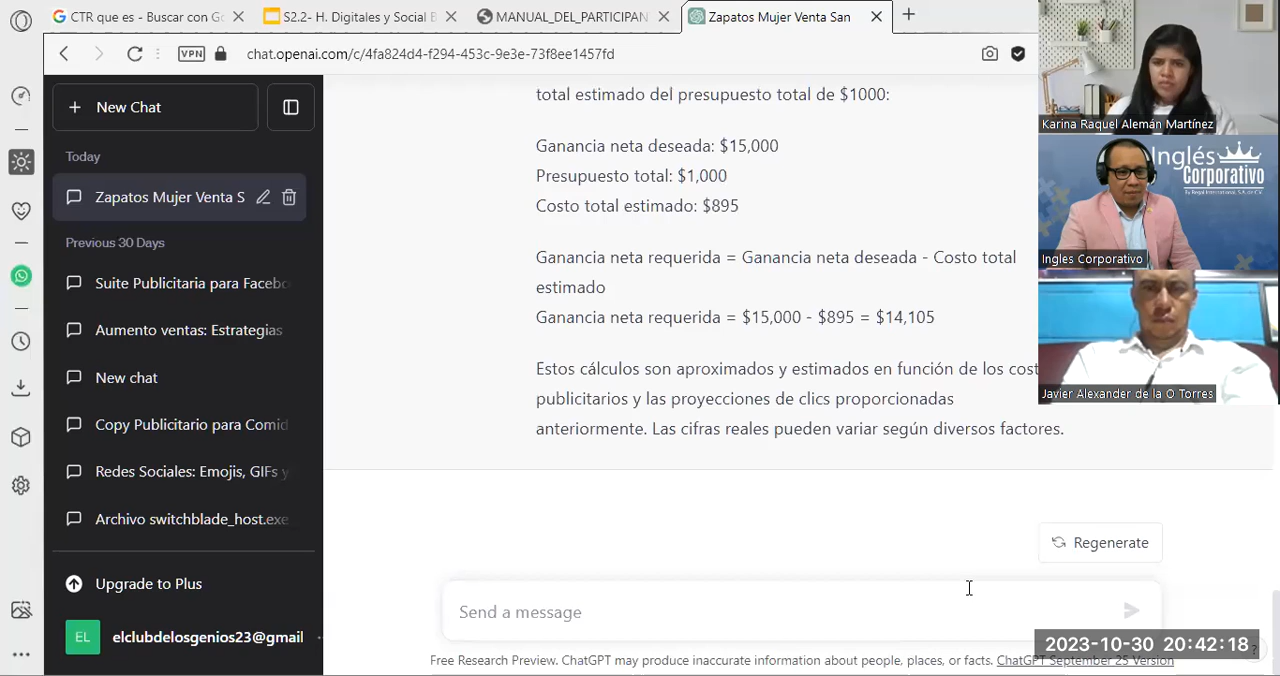 CTR que es - Buscar con Go
S2.2- H. Digitales y Social B
MANUAL_DEL_PARTICIPAN
Zapatos Mujer Venta San
VPN
chat.openai.com/c/4fa824d4-f294-453c-9e3e-73f8ee1457fd
New Chat
Today
Zapatos Mujer Venta S
Previous 30 Days
Suite Publicitaria para Facebo
Aumento ventas: Estrategias
New chat
Copy Publicitario para Comid
Redes Sociales: Emojis, GIFs y
Archivo switchblade_host.exe
Upgrade to Plus
EL elclubdelosgenios23@gmail
total estimado del presupuesto total de $1000:
Ganancia neta deseada: $15,000
Presupuesto total: $1,000
Costo total estimado: $895
Ganancia neta requerida = Ganancia neta deseada - Costo total
estimado
Ganancia neta requerida = $15,000 - $895 = $14,105
Estos cálculos son aproximados y estimados en función de los cost
publicitarios y las proyecciones de clics proporcionadas
anteriormente. Las cifras reales pueden variar según diversos factores.
Regenerate
Send a message
Free Research Preview. ChatGPT may produce inaccurate information about people, places, or facts. ChatGPT September 25 Version
Karina Raquel Alemán Martínez
Inglés
Corporativo
By Regal International, S.A. de C.V.
Ingles Corporativo
Javier Alexander de la O Torres
2023-10-30 20:42:18
?